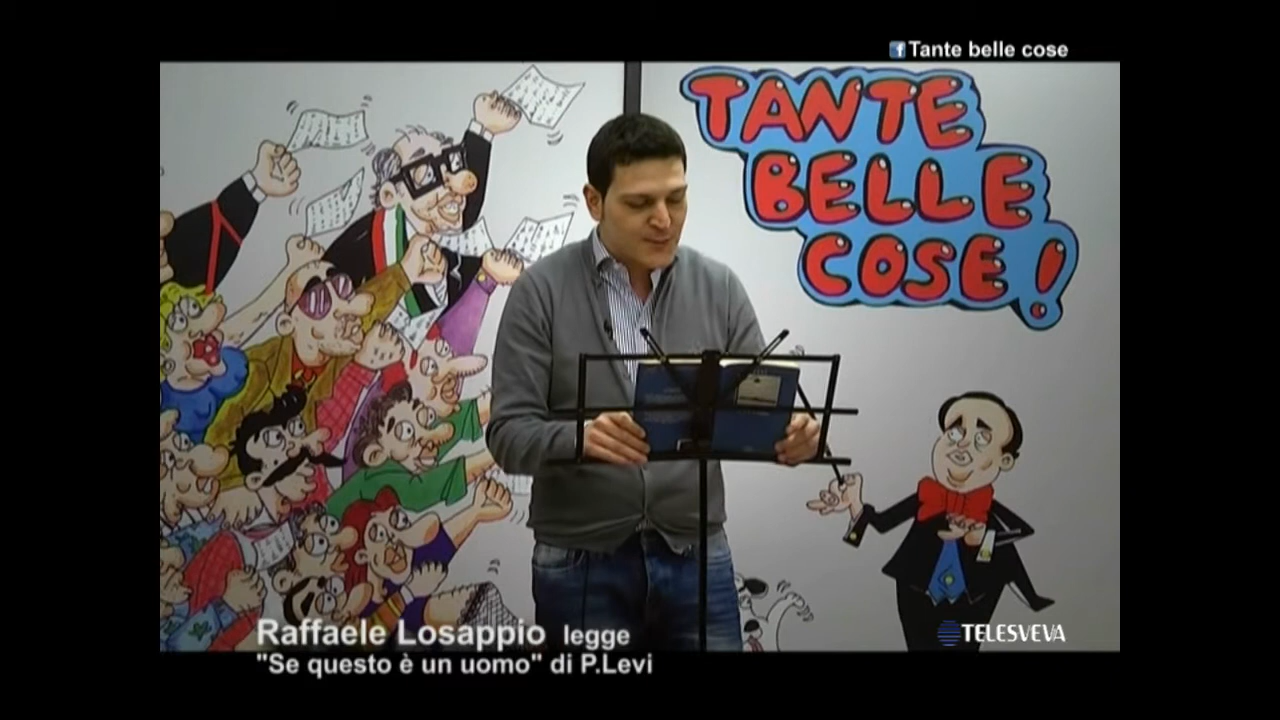 Tante belle cose
TANTE
BELLE
COSE!
Raffaele Losappio legge
"Se questo è un uomo" di P.Levi
TELESVEVA